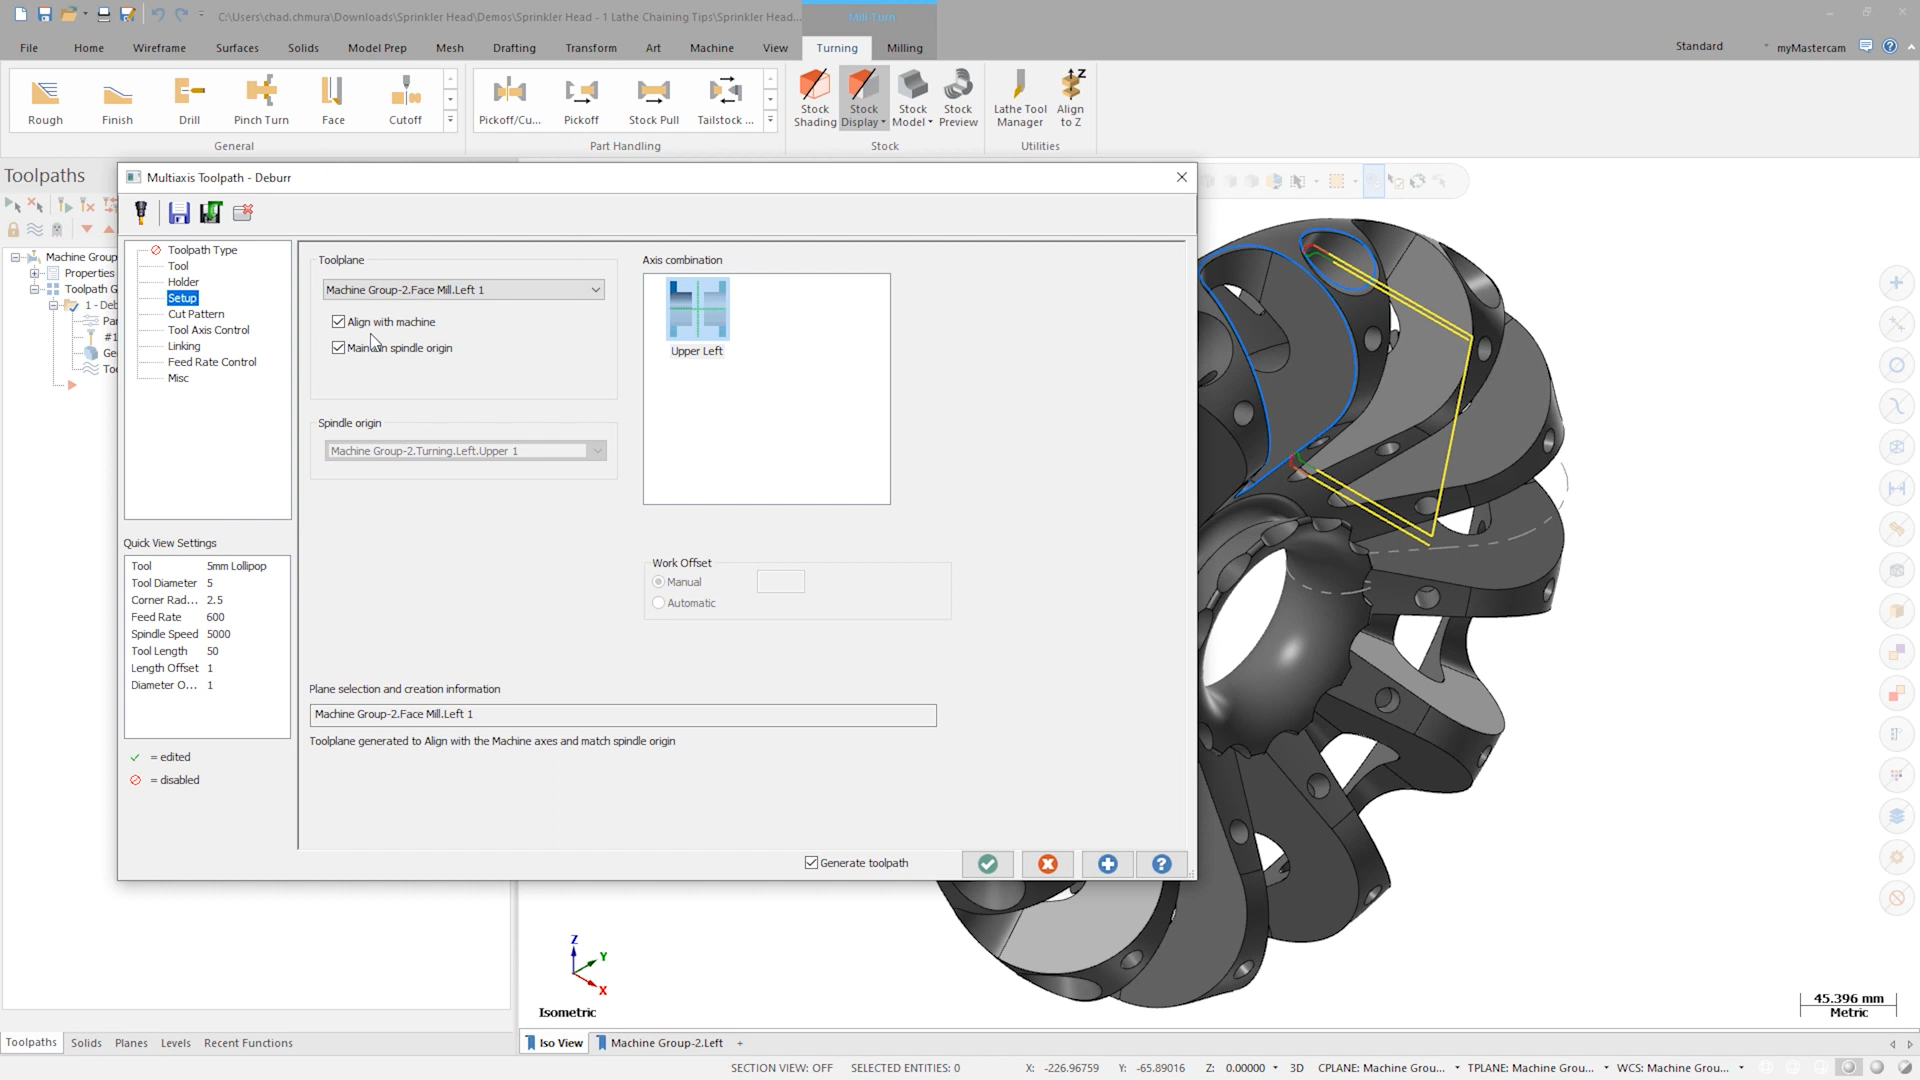 C:\Users\chad.chmura\Downloads\Sprinkler Head\Demos\Sprinkler Head - 1 Lathe Chaining Tips\Sprinkler Head...
Mill-Turn
File
Home
Wireframe
Surfaces
Solids
Model Prep
Mesh
Drafting
Transform
Art
Machine
View
Turning
Milling
Standard
myMastercam
Rough
Finish
Drill
Pinch Turn
Face
Cutoff
Pickoff/Cu...
Pickoff
Stock Pull
Tailstock ...
Stock Shading
Stock Display
Stock Model
Stock Preview
Lathe Tool Manager
Align to Z
General
Part Handling
Stock
Utilities
Toolpaths
Machine Group
Properties
Toolpath G
1 - Deb
Par
#1
Ge
Too
Multiaxis Toolpath - Deburr
Toolpath Type
Tool
Holder
Setup
Cut Pattern
Tool Axis Control
Linking
Feed Rate Control
Misc
Quick View Settings
Tool 5mm Lollipop
Tool Diameter 5
Corner Rad... 2.5
Feed Rate 600
Spindle Speed 5000
Tool Length 50
Length Offset 1
Diameter O... 1
= edited
= disabled
Toolplane
Machine Group-2.Face Mill.Left 1
Align with machine
Maintain spindle origin
Spindle origin
Machine Group-2.Turning.Left.Upper 1
Axis combination
Upper Left
Work Offset
Manual
Automatic
Plane selection and creation information
Machine Group-2.Face Mill.Left 1
Toolplane generated to Align with the Machine axes and match spindle origin
Generate toolpath
Z
Y
X
Isometric
45.396 mm
Metric
Toolpaths
Solids
Planes
Levels
Recent Functions
Iso View
Machine Group-2.Left
+
SECTION VIEW: OFF
SELECTED ENTITIES: 0
X: -226.96759
Y: -65.89016
Z: 0.00000
3D
CPLANE: Machine Grou...
TPLANE: Machine Grou...
WCS: Machine Grou...